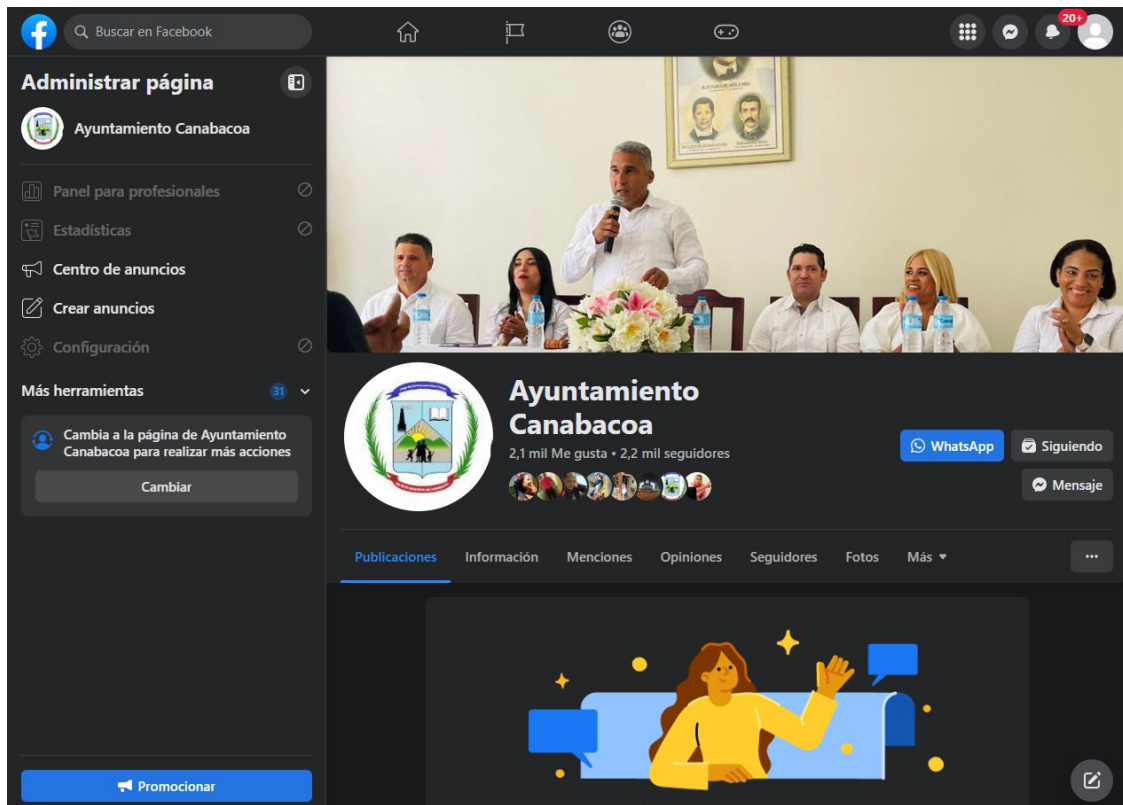 Buscar en Facebook
20+
Administrar página
Ayuntamiento Canabacoa
Panel para profesionales
Estadísticas
Centro de anuncios
Crear anuncios
Configuración
Más herramientas
31
Cambia a la página de Ayuntamiento
Canabacoa para realizar más acciones
Cambiar
Promocionar
Ayuntamiento
Canabacoa
2,1 mil Me gusta • 2,2 mil seguidores
WhatsApp
Siguiendo
Mensaje
Publicaciones
Información
Menciones
Opiniones
Seguidores
Fotos
Más